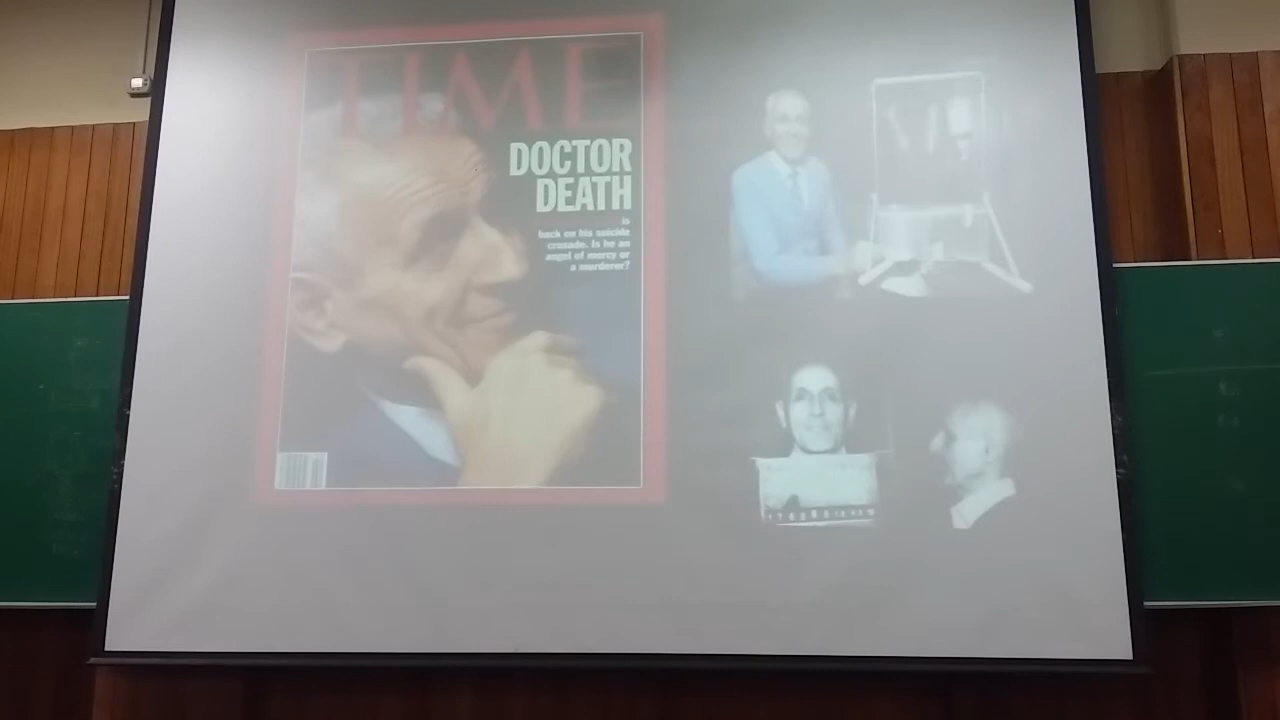 TIME
DOCTOR
DEATH
is
back on his suicide
crusade. Is he an
angel of mercy or
a murderer?